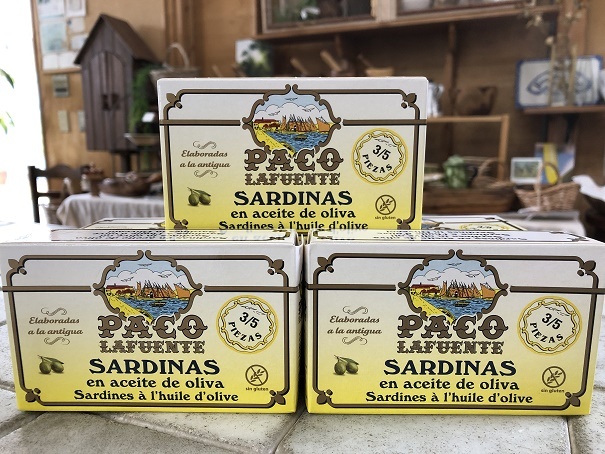 Elaboradas
a la antigua
PACO
LAFUENTE
3/5
PIEZAS
SARDINAS
en aceite de oliva
Sardines à l'huile d'olive
sin gluten
Elaboradas
a la antigua
PACO
LAFUENTE
3/5
PIEZAS
SARDINAS
en aceite de oliva
Sardines à l'huile d'olive
sin gluten
Elaboradas
a la antigua
PACO
LAFUENTE
3/5
PIEZAS
SARDINAS
en aceite de oliva
Sardines à l'huile d'olive
sin gluten